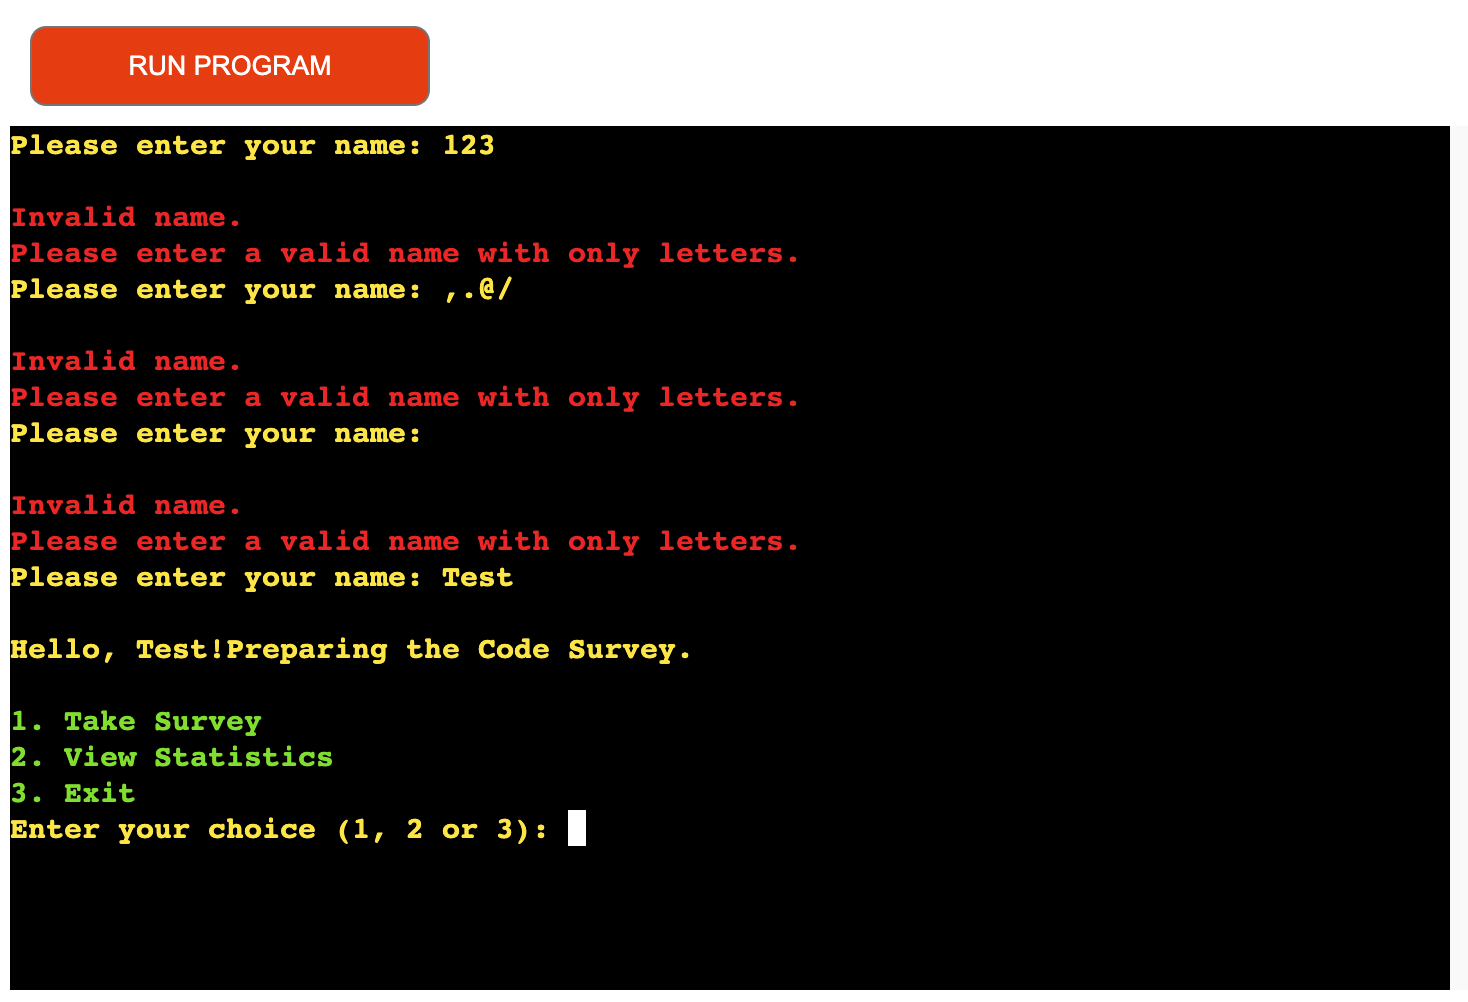 RUN PROGRAM
Please enter your name: 123
Invalid name.
Please enter a valid name with only letters.
Please enter your name: ,.@/
Invalid name.
Please enter a valid name with only letters.
Please enter your name:
Invalid name.
Please enter a valid name with only letters.
Please enter your name: Test
Hello, Test!Preparing the Code Survey.
1. Take Survey
2. View Statistics
3. Exit
Enter your choice (1, 2 or 3):